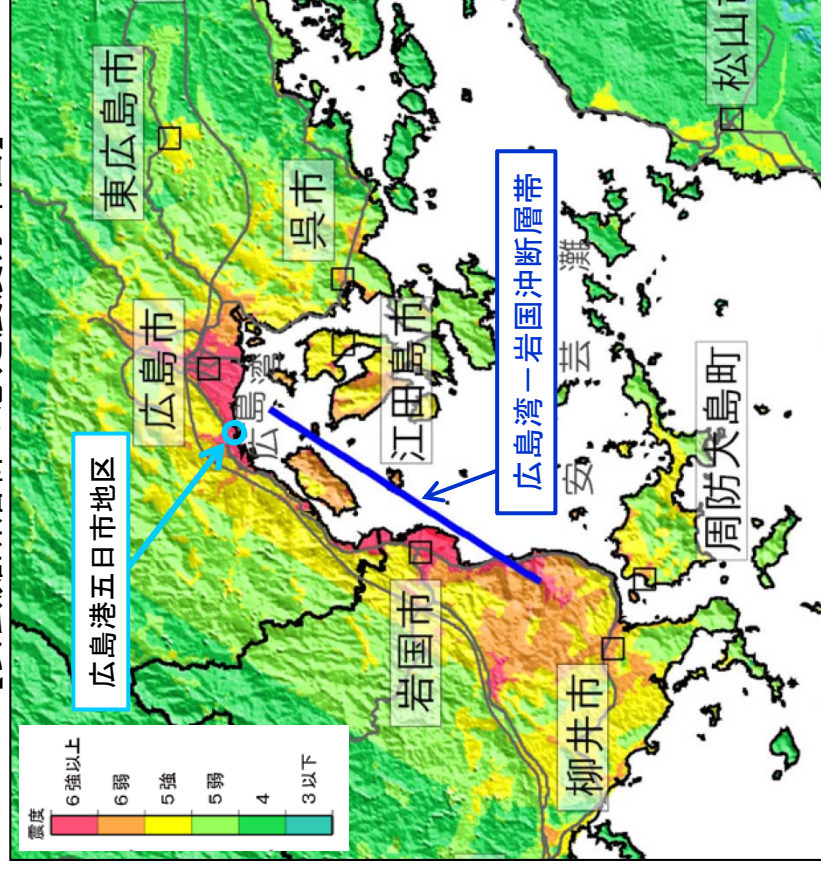 広島港五日市地区
東広島市
広島市
呉市
広島湾
江田島市
広島湾－岩国沖断層帯
安芸灘
松山市
岩国市
柳井市
周防大島町
震度
6強以上
6弱
5強
5弱
4
3以下